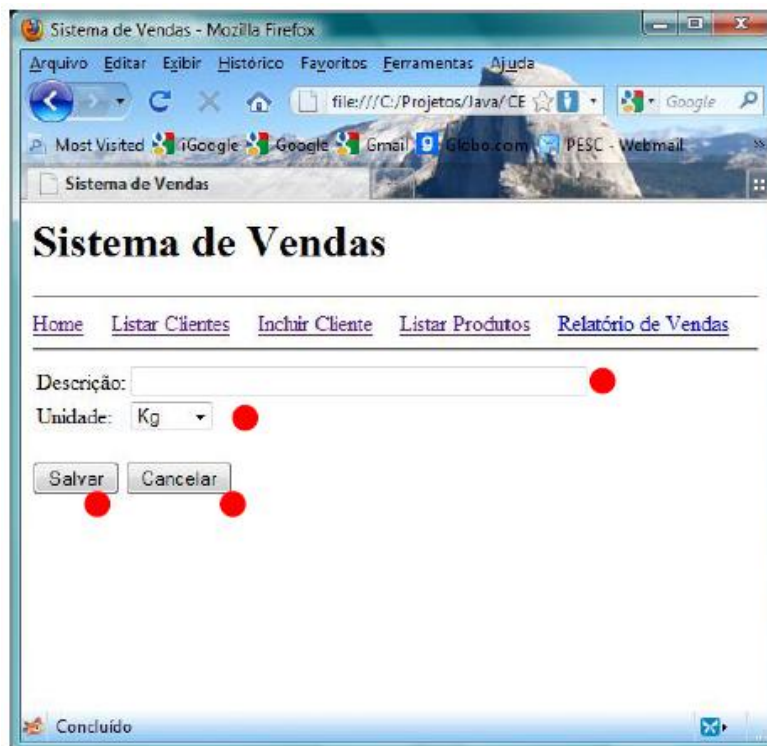 Sistema de Vendas - Mozilla Firefox
Arquivo Editar Exibir Histórico Favoritos Ferramentas Ajuda
file:///C:/Projetos/Java/CE Google
Most Visited iGoogle Google Gmail Globo.com PESC - Webmail »
Sistema de Vendas
Sistema de Vendas
Home Listar Clientes Incluir Cliente Listar Produtos Relatório de Vendas
Descrição:
Unidade: Kg
Salvar Cancelar
Concluído